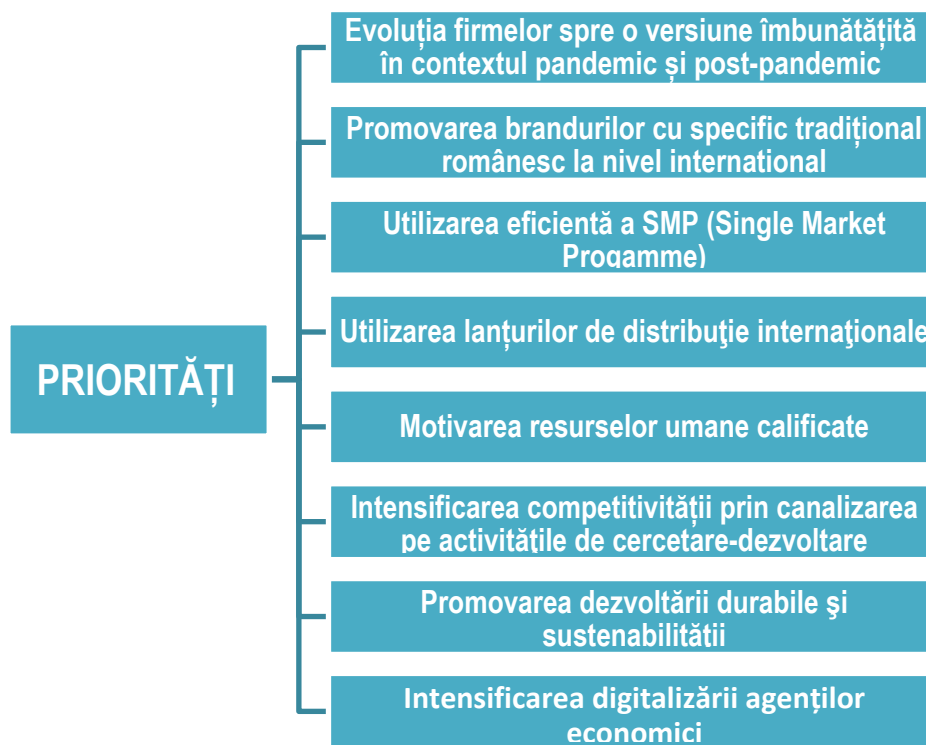 Evoluția firmelor spre o versiune îmbunătățită
în contextul pandemic și post-pandemic
Promovarea brandurilor cu specific tradițional
românesc la nivel international
Utilizarea eficientă a SMP (Single Market
Progamme)
Utilizarea lanțurilor de distribuţie internaţionale
PRIORITĂȚI
Motivarea resurselor umane calificate
Intensificarea competitivității prin canalizarea
pe activitățile de cercetare-dezvoltare
Promovarea dezvoltării durabile şi
sustenabilității
Intensificarea digitalizării agenților
economici